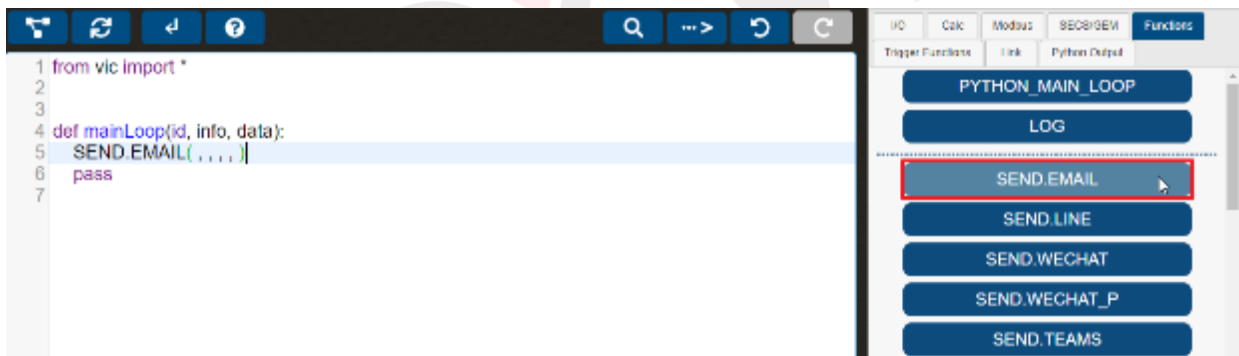 I/O Calc Modbus SECS/GEM Functions
Trigger Functions Link Python Output
1 from vic import *
2
3
4 def mainLoop(id, info, data):
5 SEND.EMAIL( , , , , )
6 pass
7
PYTHON_MAIN_LOOP
LOG
SEND.EMAIL
SEND.LINE
SEND.WECHAT
SEND.WECHAT_P
SEND.TEAMS